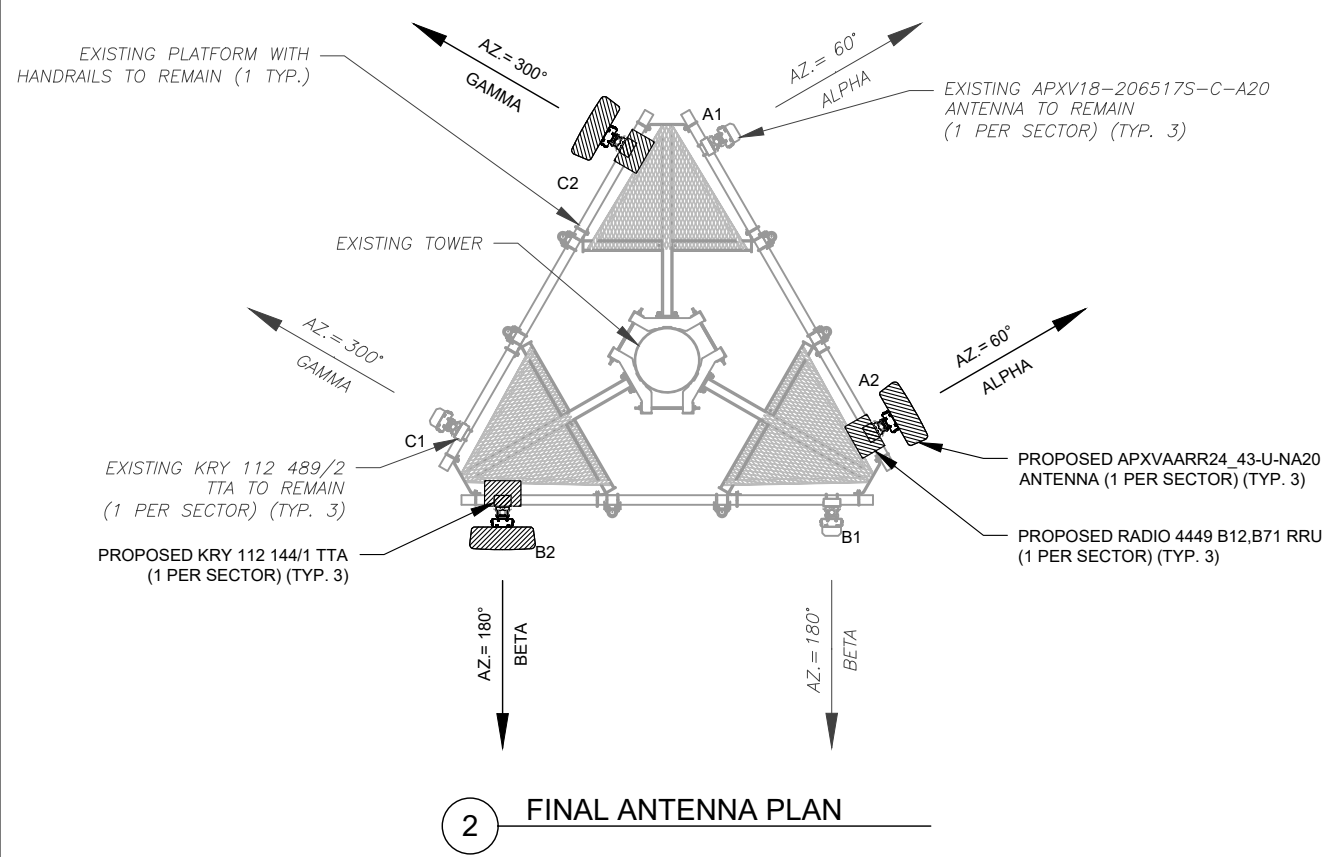 EXISTING PLATFORM WITH
HANDRAILS TO REMAIN (1 TYP.)
AZ.= 300°
GAMMA
AZ.= 60°
ALPHA
EXISTING APXV18-206517S-C-A20
ANTENNA TO REMAIN
(1 PER SECTOR) (TYP. 3)
A1
C2
EXISTING TOWER
AZ.= 300°
GAMMA
AZ.= 60°
ALPHA
A2
C1
EXISTING KRY 112 489/2
TTA TO REMAIN
(1 PER SECTOR) (TYP. 3)
PROPOSED APXVAARR24_43-U-NA20
ANTENNA (1 PER SECTOR) (TYP. 3)
PROPOSED KRY 112 144/1 TTA
(1 PER SECTOR) (TYP. 3)
B2
B1
PROPOSED RADIO 4449 B12,B71 RRU
(1 PER SECTOR) (TYP. 3)
AZ.= 180°
BETA
AZ.= 180°
BETA
2
FINAL ANTENNA PLAN